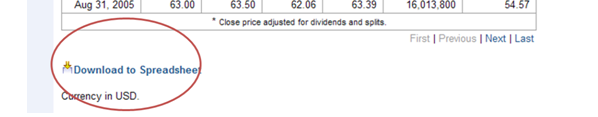 Aug 31, 2005 63.00 63.50 62.06 63.39 16,013,800 54.57
* Close price adjusted for dividends and splits.
First | Previous | Next | Last
Download to Spreadsheet
Currency in USD.